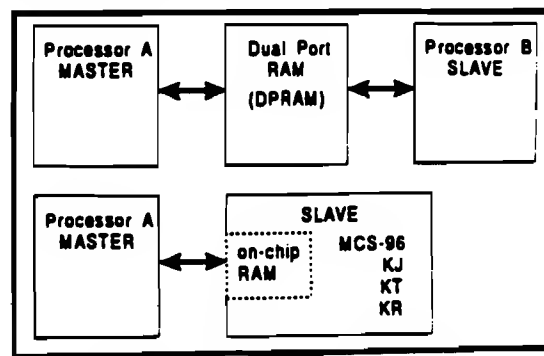 Processor A
MASTER
Dual Port
RAM
(DPRAM)
Processor B
SLAVE
Processor A
MASTER
SLAVE
on-chip
RAM
MCS-96
KJ
KT
KR